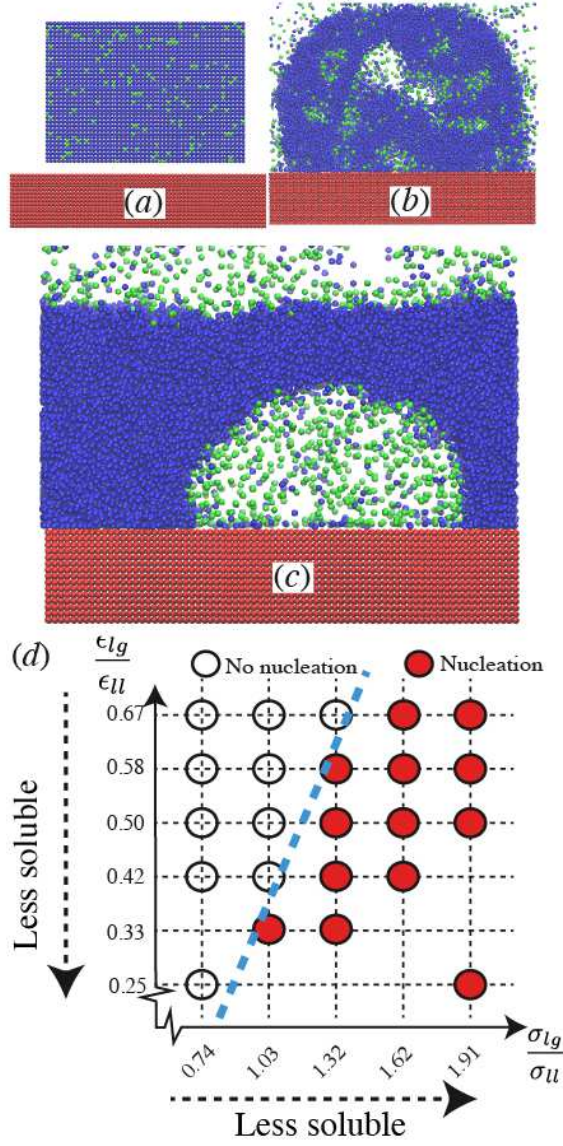 (a)
(b)
(c)
(d)
ϵlg
ϵll
No nucleation
Nucleation
0.67
0.58
0.50
0.42
0.33
0.25
Less soluble
0.74
1.03
1.32
1.62
1.91
σlg
σll
Less soluble